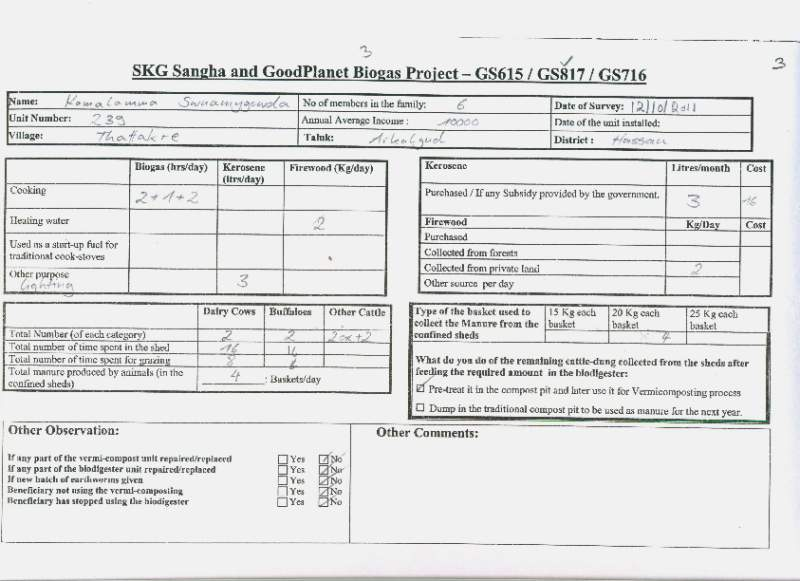 3
3
SKG Sangha and GoodPlanet Biogas Project – GS615 / GS817 / GS716
Name: Kamalamma No of members in the family: 6 Date of Survey: 12/10/2011
Unit Number: 239 Annual Average Income : 10000 Date of the unit installed:
Village: Thattakre Taluk: Arkalgud District : Hassan
Biogas (hrs/day) Kerosene (ltrs/day) Firewood (Kg/day)
Cooking 2+1+2
Heating water 2
Used as a start-up fuel for traditional cook-stoves
Other purpose Lighting 3
Kerosene Litres/month Cost
Purchased / If any Subsidy provided by the government. 3 16
Firewood Kg/Day Cost
Purchased
Collected from forests
Collected from private land 2
Other source per day
Dairy Cows Buffaloes Other Cattle
Total Number (of each category) 2 2 2ox+2
Total number of time spent in the shed 16
Total number of time spent for grazing 8
Total manure produced by animals (in the confined sheds) 4 : Buskets/day
Type of the basket used to collect the Manure from the confined sheds 15 Kg each basket 20 Kg each basket 25 Kg each basket
4
What do you do of the remaining cattle-dung collected from the sheds after feeding the required amount in the biodigester:
☑ Pre-treat it in the compost pit and later use it for Vermicomposting process
☐ Dump in the traditional compost pit to be used as manure for the next year.
Other Observation:
If any part of the vermi-compost unit repaired/replaced ☐ Yes ☑ No
If any part of the biodigester unit repaired/replaced ☐ Yes ☑ No
If new batch of earthworms given ☐ Yes ☑ No
Beneficiary not using the vermi-composting ☐ Yes ☑ No
Beneficiary has stopped using the biodigester ☐ Yes ☑ No
Other Comments: